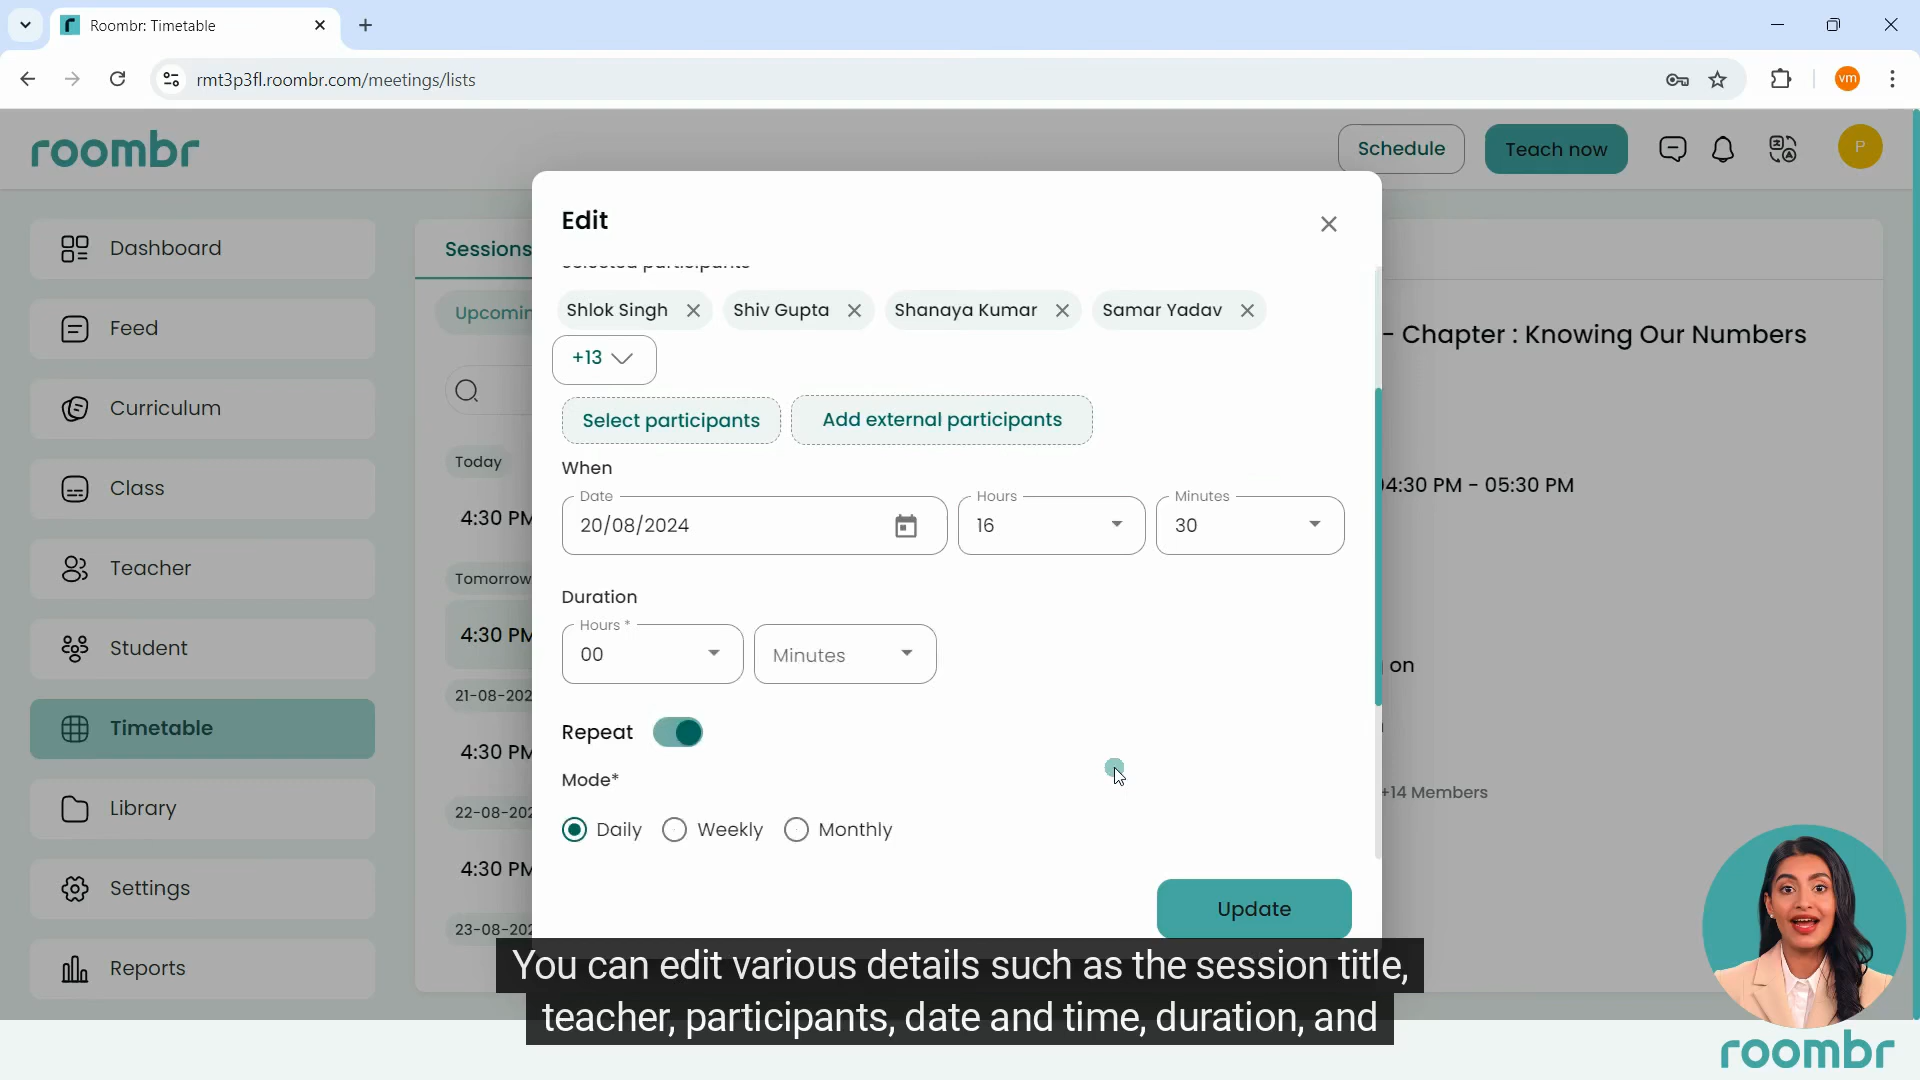 Roombr: Timetable
rmt3p3fl.roombr.com/meetings/lists
vm
roombr
Schedule
Teach now
P
Dashboard
Feed
Curriculum
Class
Teacher
Student
Timetable
Library
Settings
Reports
Sessions
Upcomin
Today
4:30 PM
Tomorrow
4:30 PM
21-08-202
4:30 PM
22-08-202
4:30 PM
23-08-202
Edit
Selected participants
Shlok Singh
Shiv Gupta
Shanaya Kumar
Samar Yadav
+13
Select participants
Add external participants
When
Date
20/08/2024
Hours
16
Minutes
30
Duration
Hours *
00
Minutes
Repeat
Mode*
Daily
Weekly
Monthly
Update
- Chapter : Knowing Our Numbers
04:30 PM - 05:30 PM
on
+14 Members
You can edit various details such as the session title,
teacher, participants, date and time, duration, and
roombr